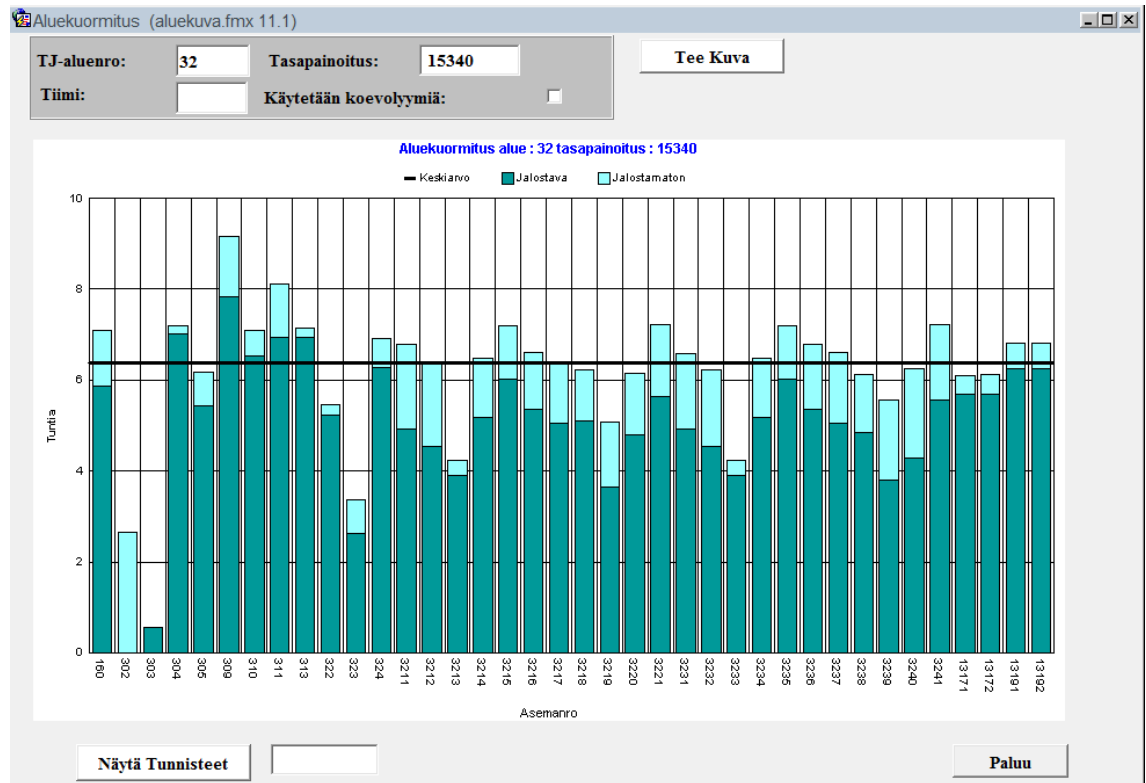 Aluekuormitus (aluekuva.fmx 11.1)
TJ-aluenro: 32 Tasapainoitus: 15340 Tee Kuva
Tiimi: Käytetään koevolyymiä:
Aluekuormitus alue : 32 tasapainoitus : 15340
Keskiarvo Jalostava Jalostamaton
10
8
6
4
2
0
Tuntia
160 302 303 304 305 309 310 311 313 322 323 324 3211 3212 3213 3214 3215 3216 3217 3218 3219 3220 3221 3231 3232 3233 3234 3235 3236 3237 3238 3239 3240 3241 13171 13172 13191 13192
Asemanro
Näytä Tunnisteet Paluu